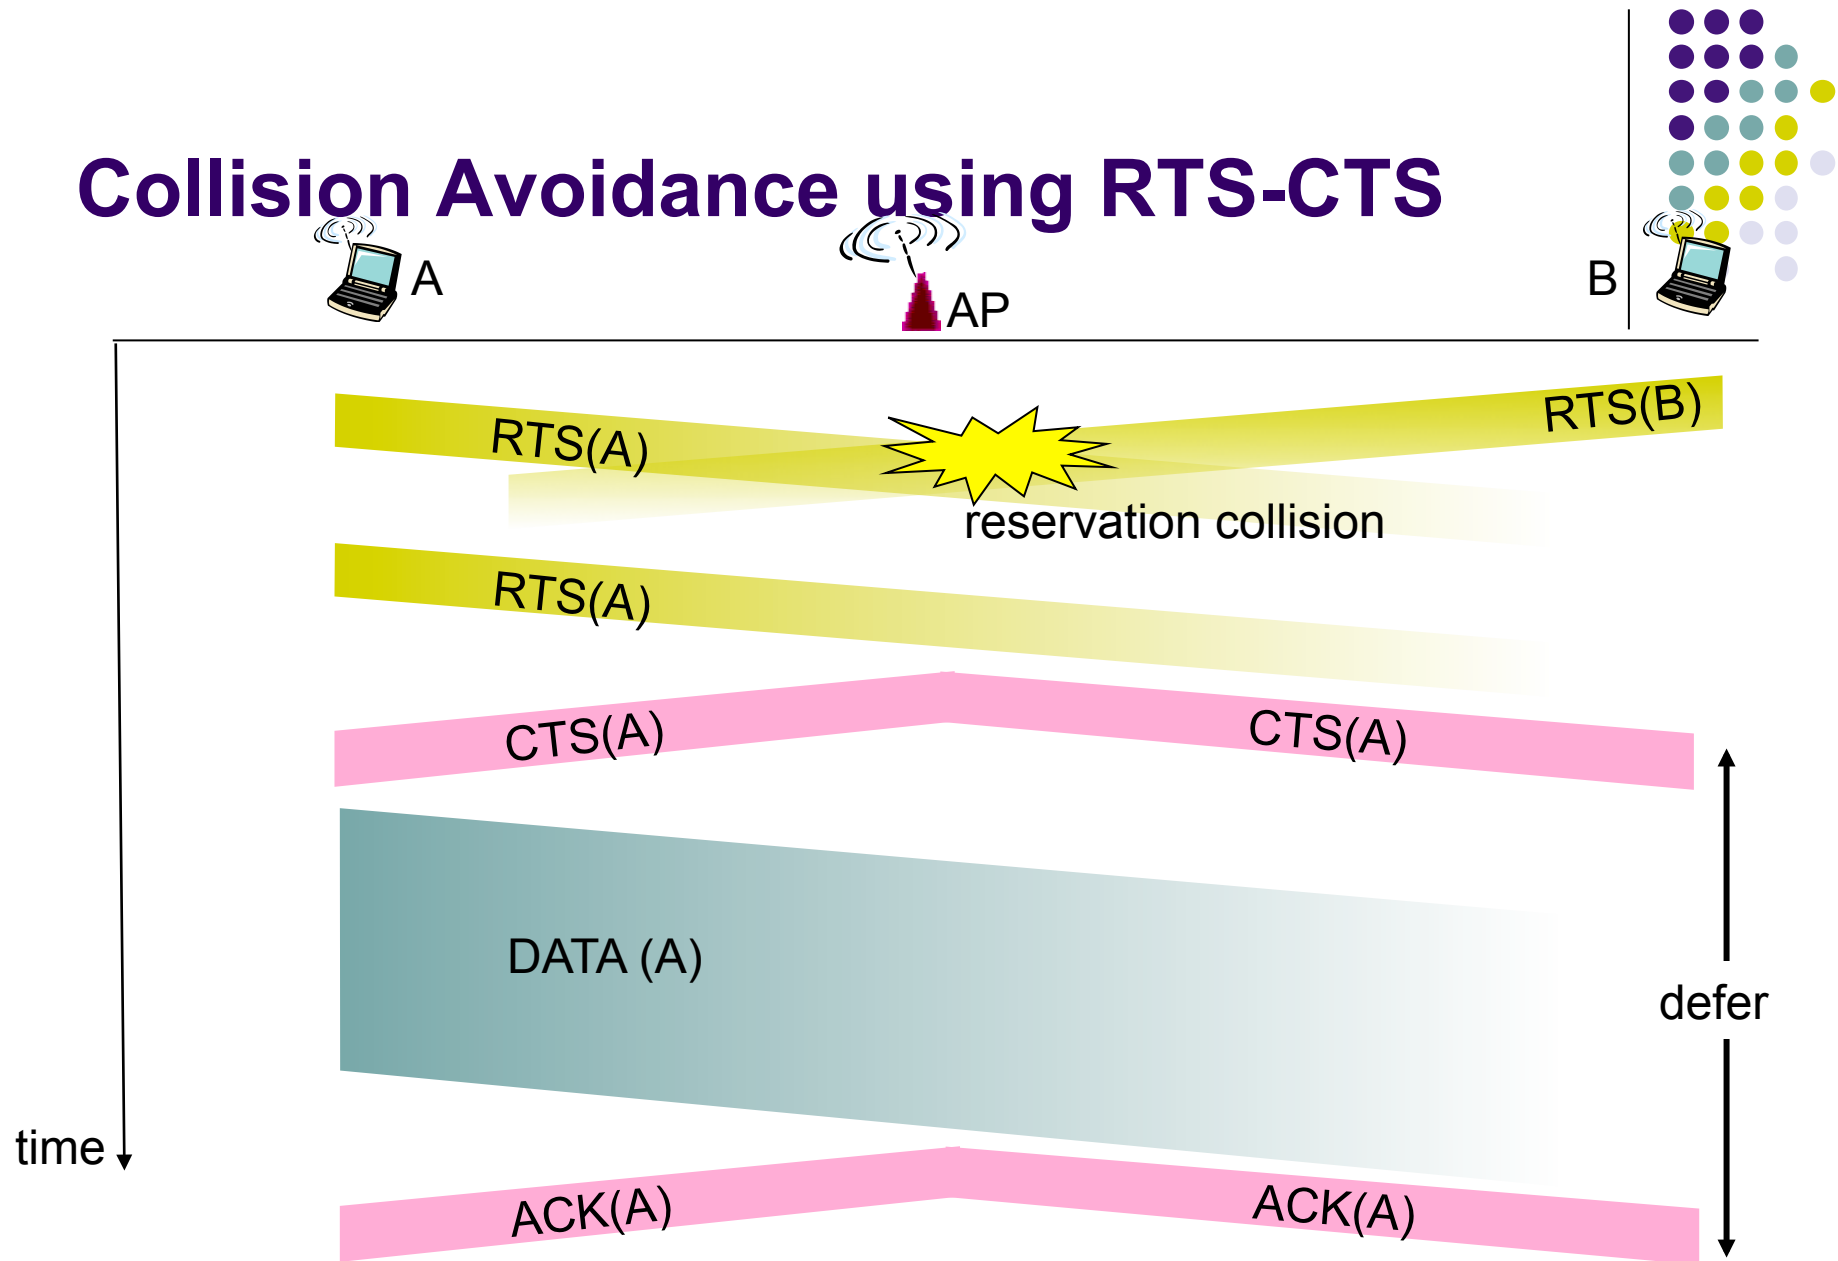 Collision Avoidance using RTS-CTS
A
AP
B
RTS(A)
RTS(B)
reservation collision
RTS(A)
CTS(A)
CTS(A)
DATA (A)
defer
time
ACK(A)
ACK(A)